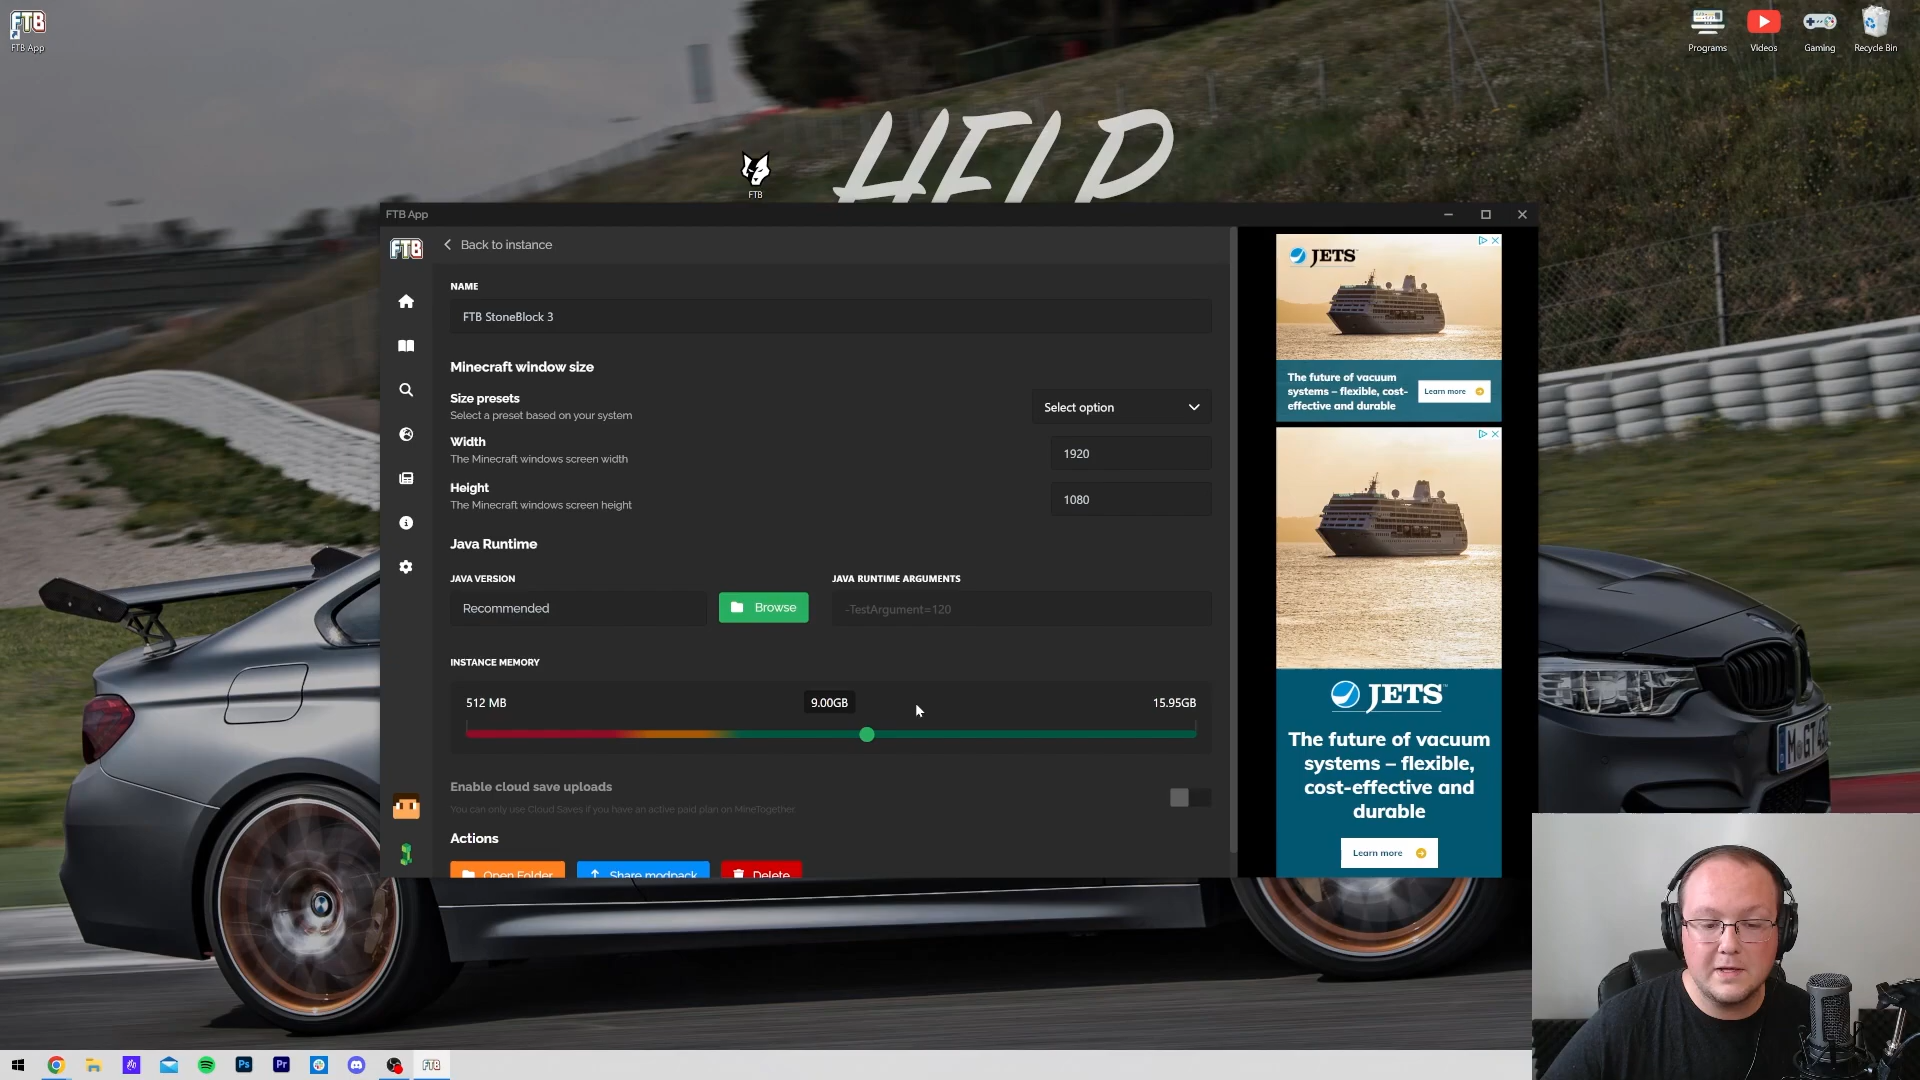 FTB
FTB App
Programs
Videos
Gaming
Recycle Bin
HELP
FTB
FTB App
FTB
Back to instance
NAME
FTB StoneBlock 3
Minecraft window size
Size presets
Select a preset based on your system
Select option
Width
The Minecraft windows screen width
1920
Height
The Minecraft windows screen height
1080
Java Runtime
JAVA VERSION
Recommended
Browse
JAVA RUNTIME ARGUMENTS
-TestArgument=120
INSTANCE MEMORY
512 MB
9.00GB
15.95GB
Enable cloud save uploads
You can only use Cloud Saves if you have an active paid plan on MineTogether
Actions
Open Folder
Share modpack
Delete
JETS
The future of vacuum
systems – flexible, cost-
effective and durable
Learn more
JETS
The future of vacuum
systems – flexible,
cost-effective and
durable
Learn more
Ps
Pr
FTB